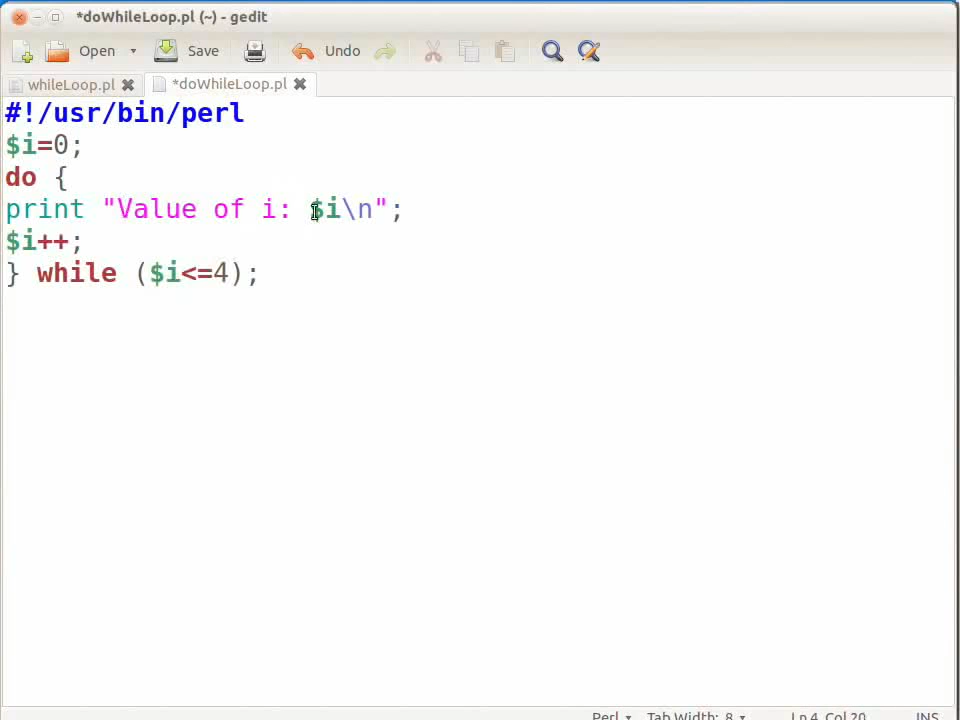 *doWhileLoop.pl (~) - gedit
Open Save Undo
whileLoop.pl *doWhileLoop.pl
#!/usr/bin/perl
$i=0;
do {
print "Value of i: $i\n";
$i++;
} while ($i<=4);
Perl Tab Width: 8 Ln 4, Col 20 INS